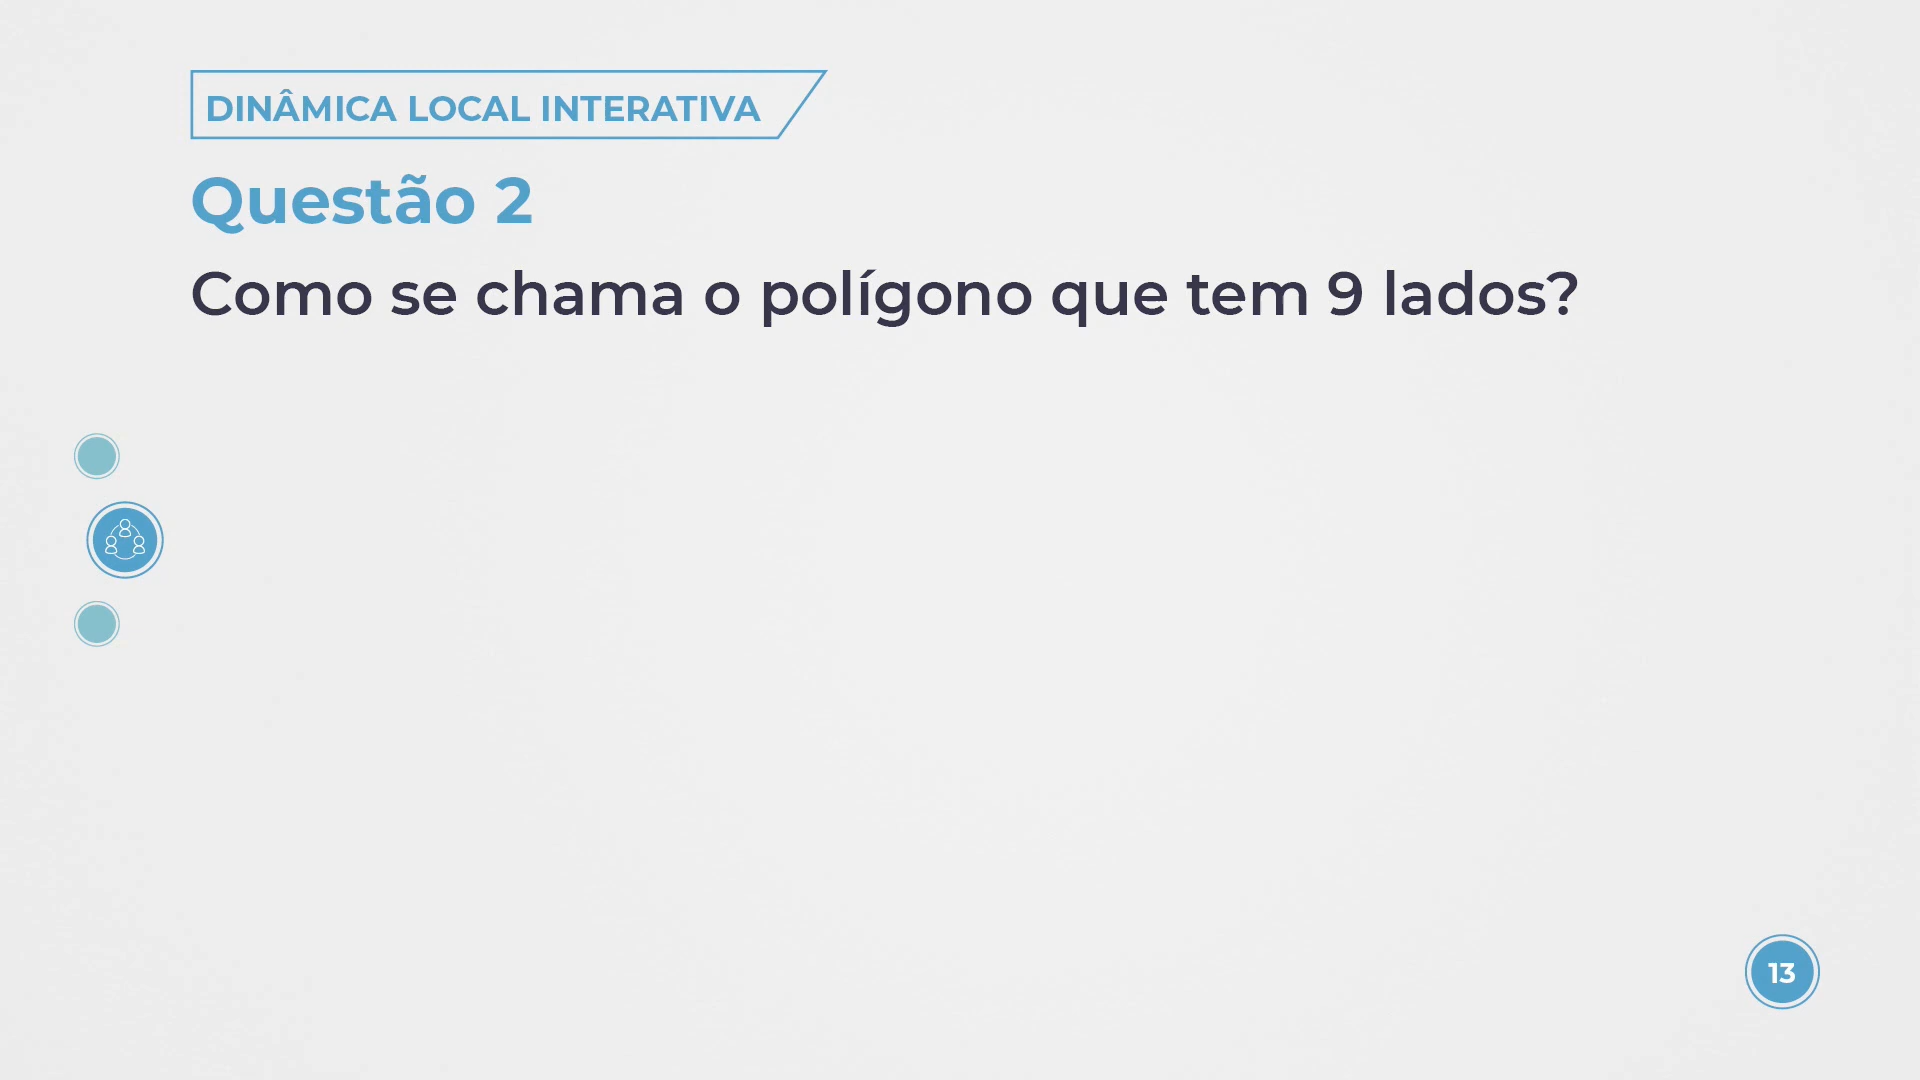 DINÂMICA LOCAL INTERATIVA
Questão 2
Como se chama o polígono que tem 9 lados?
13